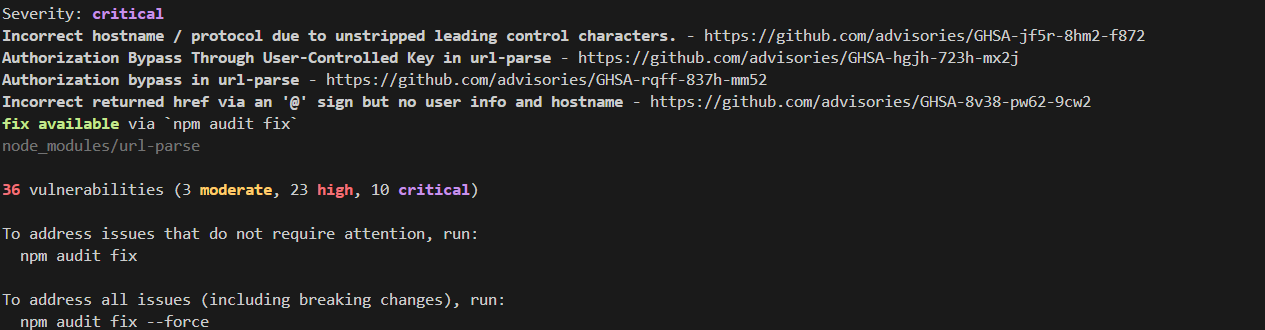 Severity: critical
Incorrect hostname / protocol due to unstripped leading control characters. - https://github.com/advisories/GHSA-jf5r-8hm2-f872
Authorization Bypass Through User-Controlled Key in url-parse - https://github.com/advisories/GHSA-hgjh-723h-mx2j
Authorization bypass in url-parse - https://github.com/advisories/GHSA-rqff-837h-mm52
Incorrect returned href via an '@' sign but no user info and hostname - https://github.com/advisories/GHSA-8v38-pw62-9cw2
fix available via `npm audit fix`
node_modules/url-parse
36 vulnerabilities (3 moderate, 23 high, 10 critical)
To address issues that do not require attention, run:
npm audit fix
To address all issues (including breaking changes), run:
npm audit fix --force